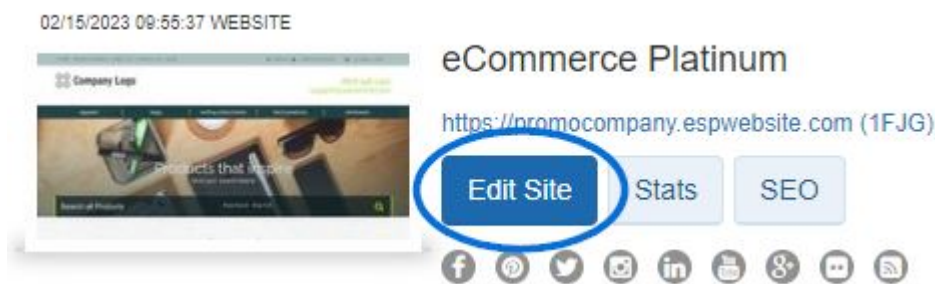 02/15/2023 09:55:37 WEBSITE
Company Logo
Products that inspire
Search all Products
eCommerce Platinum
https://promocompany.espwebsite.com (1FJG)
Edit Site
Stats
SEO